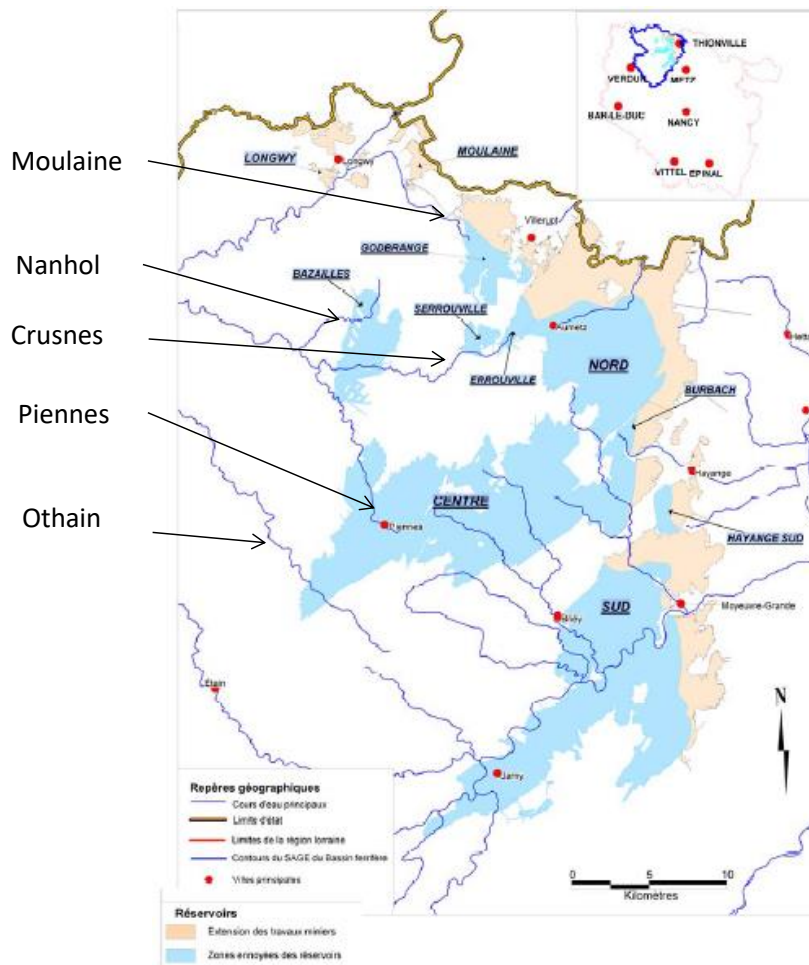 THIONVILLE
VERDUN
METZ
BAR-LE-DUC
NANCY
VITTEL
EPINAL
Moulaine
LONGWY
Longwy
MOULAINE
Villerupt
GODBRANGE
Nanhol
BAZAILLES
SERROUVILLE
Crusnes
Aumetz
ERROUVILLE
NORD
BURBACH
Piennes
Hayange
CENTRE
Piennes
Othain
HAYANGE SUD
SUD
Moyeuvre-Grande
Briey
Etain
N
Jarny
Repères géographiques
Cours d'eau principaux
Limite d'état
Limites de la région lorraine
Contours du SAGE du Bassin ferrifère
Villes principales
0 5 10
Kilomètres
Réservoirs
Extension des travaux miniers
Zones ennoyées des réservoirs